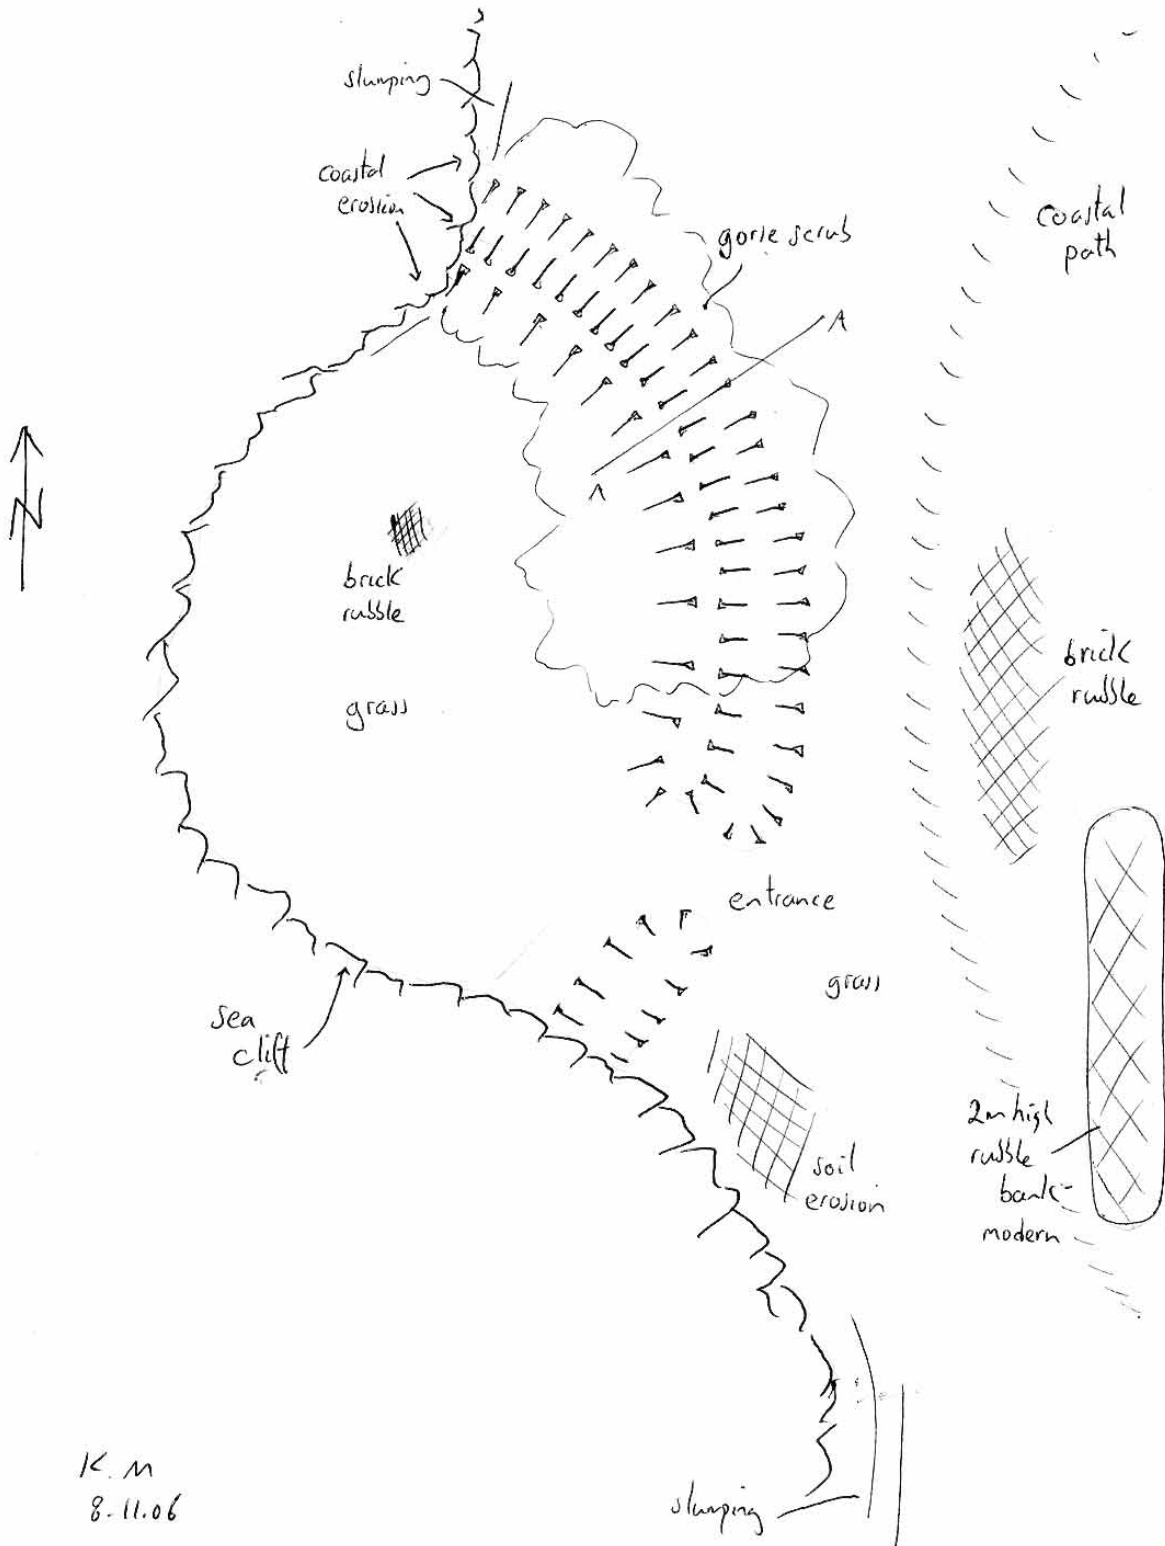 slumping
coastal
erosion
coastal
path
gorse scrub
A
A
N
brick
rubble
brick
rubble
grass
entrance
grass
sea
cliff
2m high
rubble
bank-
modern
soil
erosion
K.M
8-11.06
slumping